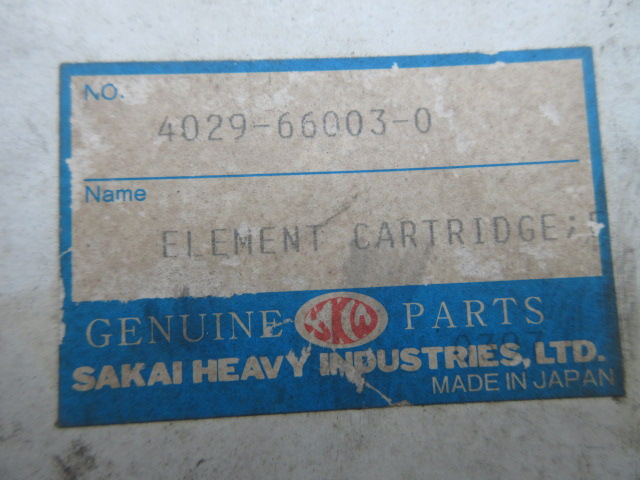 NO.
4029-66003-0
Name
ELEMENT CARTRIDGE;
GENUINE SKW PARTS
SAKAI HEAVY INDUSTRIES, LTD.
MADE IN JAPAN